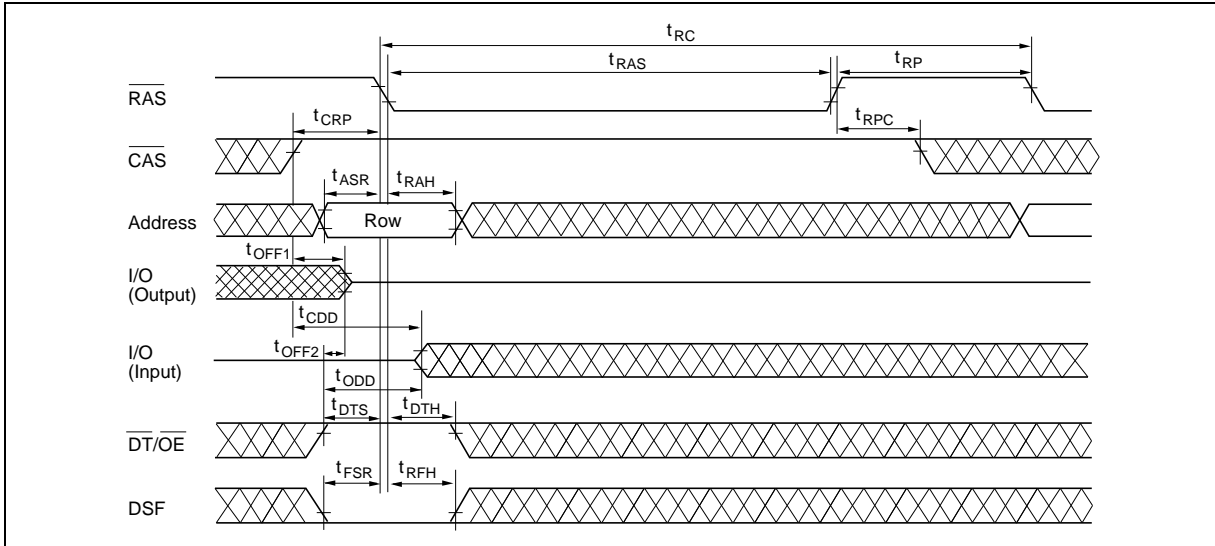 tRC
tRAS
tRP
RAS
tCRP
tRPC
CAS
tASR
tRAH
Address
Row
tOFF1
I/O
(Output)
tCDD
tOFF2
I/O
(Input)
tODD
tDTS
tDTH
DT/OE
tFSR
tRFH
DSF